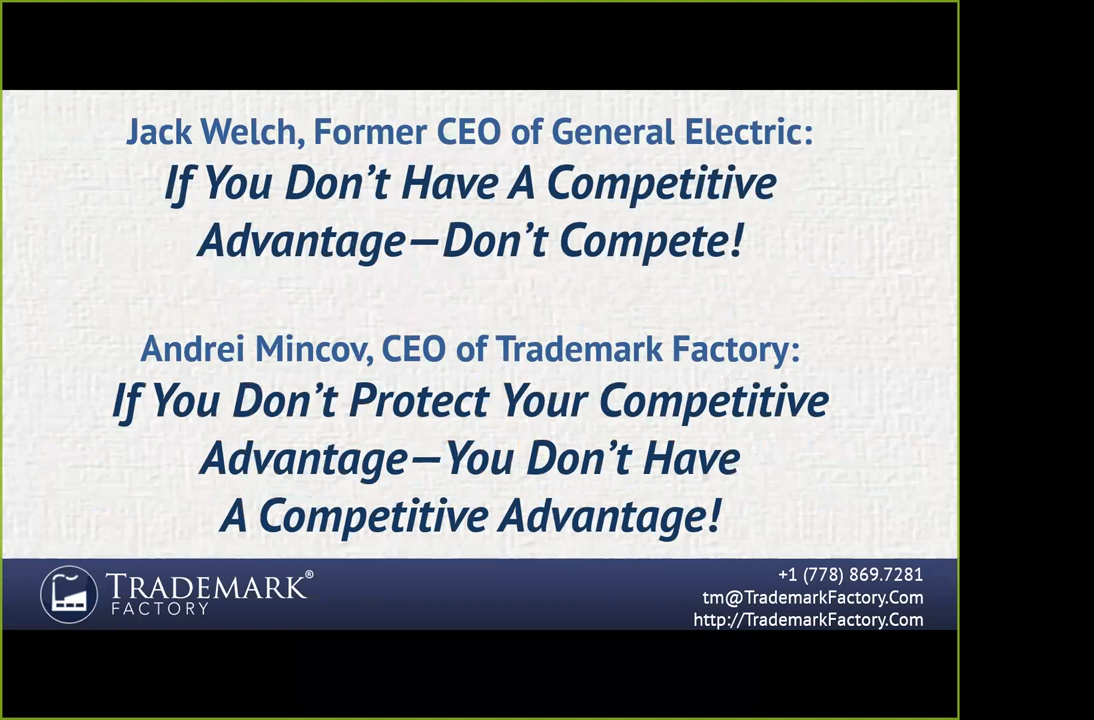 Jack Welch, Former CEO of General Electric:
If You Don’t Have A Competitive
Advantage—Don’t Compete!
Andrei Mincov, CEO of Trademark Factory:
If You Don’t Protect Your Competitive
Advantage—You Don’t Have
A Competitive Advantage!
TRADEMARK®
FACTORY
+1 (778) 869.7281
tm@TrademarkFactory.Com
http://TrademarkFactory.Com